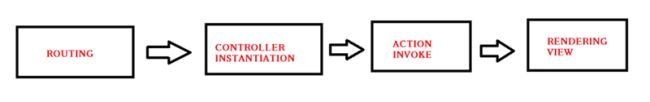 ROUTING
CONTROLLER
INSTANTIATION
ACTION
INVOKE
RENDERING
VIEW